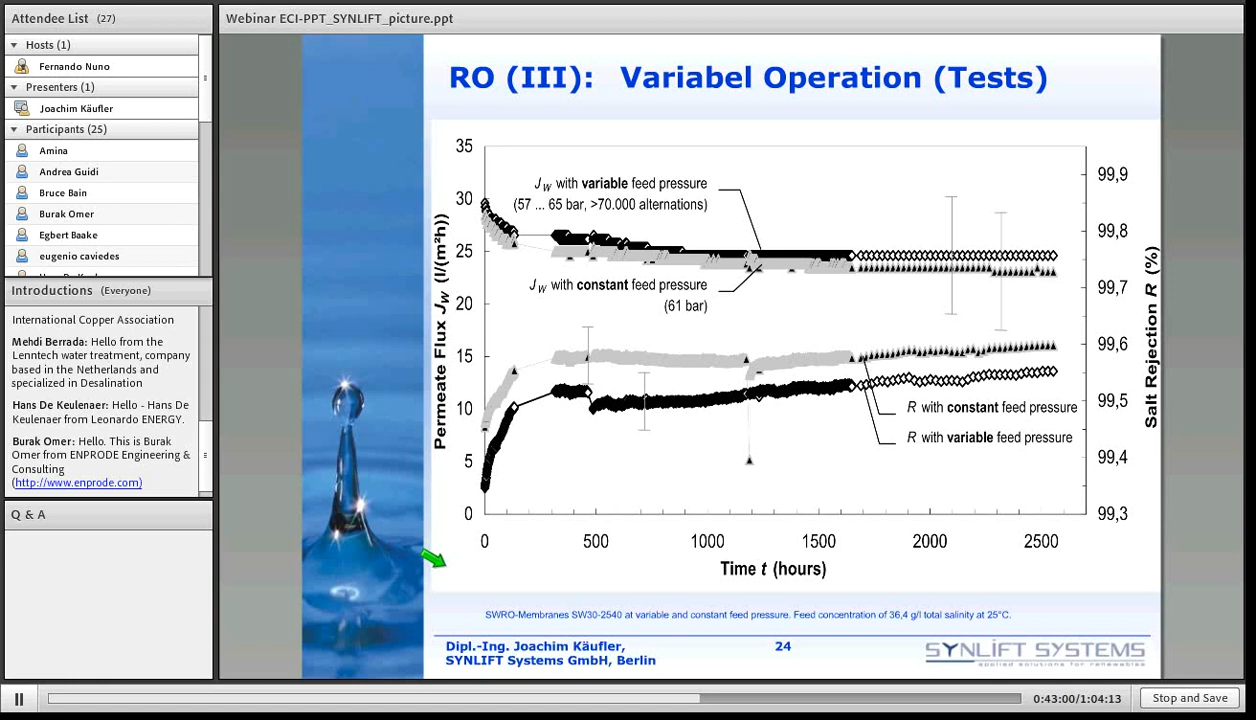 Attendee List (27)
Hosts (1)
Fernando Nuno
Presenters (1)
Joachim Käufler
Participants (25)
Amina
Andrea Guidi
Bruce Bain
Burak Omer
Egbert Baake
eugenio caviedes
Introductions (Everyone)
International Copper Association
Mehdi Berrada: Hello from the
Lenntech water treatment, company
based in the Netherlands and
specialized in Desalination
Hans De Keulenaer: Hello - Hans De
Keulenaer from Leonardo ENERGY.
Burak Omer: Hello. This is Burak
Omer from ENPRODE Engineering &
Consulting
(http://www.enprode.com)
Q & A
Webinar ECI-PPT_SYNLIFT_picture.ppt
RO (III): Variabel Operation (Tests)
Permeate Flux JW (l/(m²h))
35
30
25
20
15
10
5
0
JW with variable feed pressure
(57 ... 65 bar, >70.000 alternations)
JW with constant feed pressure
(61 bar)
R with constant feed pressure
R with variable feed pressure
99,9
99,8
99,7
99,6
99,5
99,4
99,3
Salt Rejection R (%)
0 500 1000 1500 2000 2500
Time t (hours)
SWRO-Membranes SW30-2540 at variable and constant feed pressure. Feed concentration of 36,4 g/l total salinity at 25°C.
Dipl.-Ing. Joachim Käufler,
SYNLIFT Systems GmbH, Berlin
24
SYNLIFT SYSTEMS
applied solutions for renewables
0:43:00/1:04:13
Stop and Save